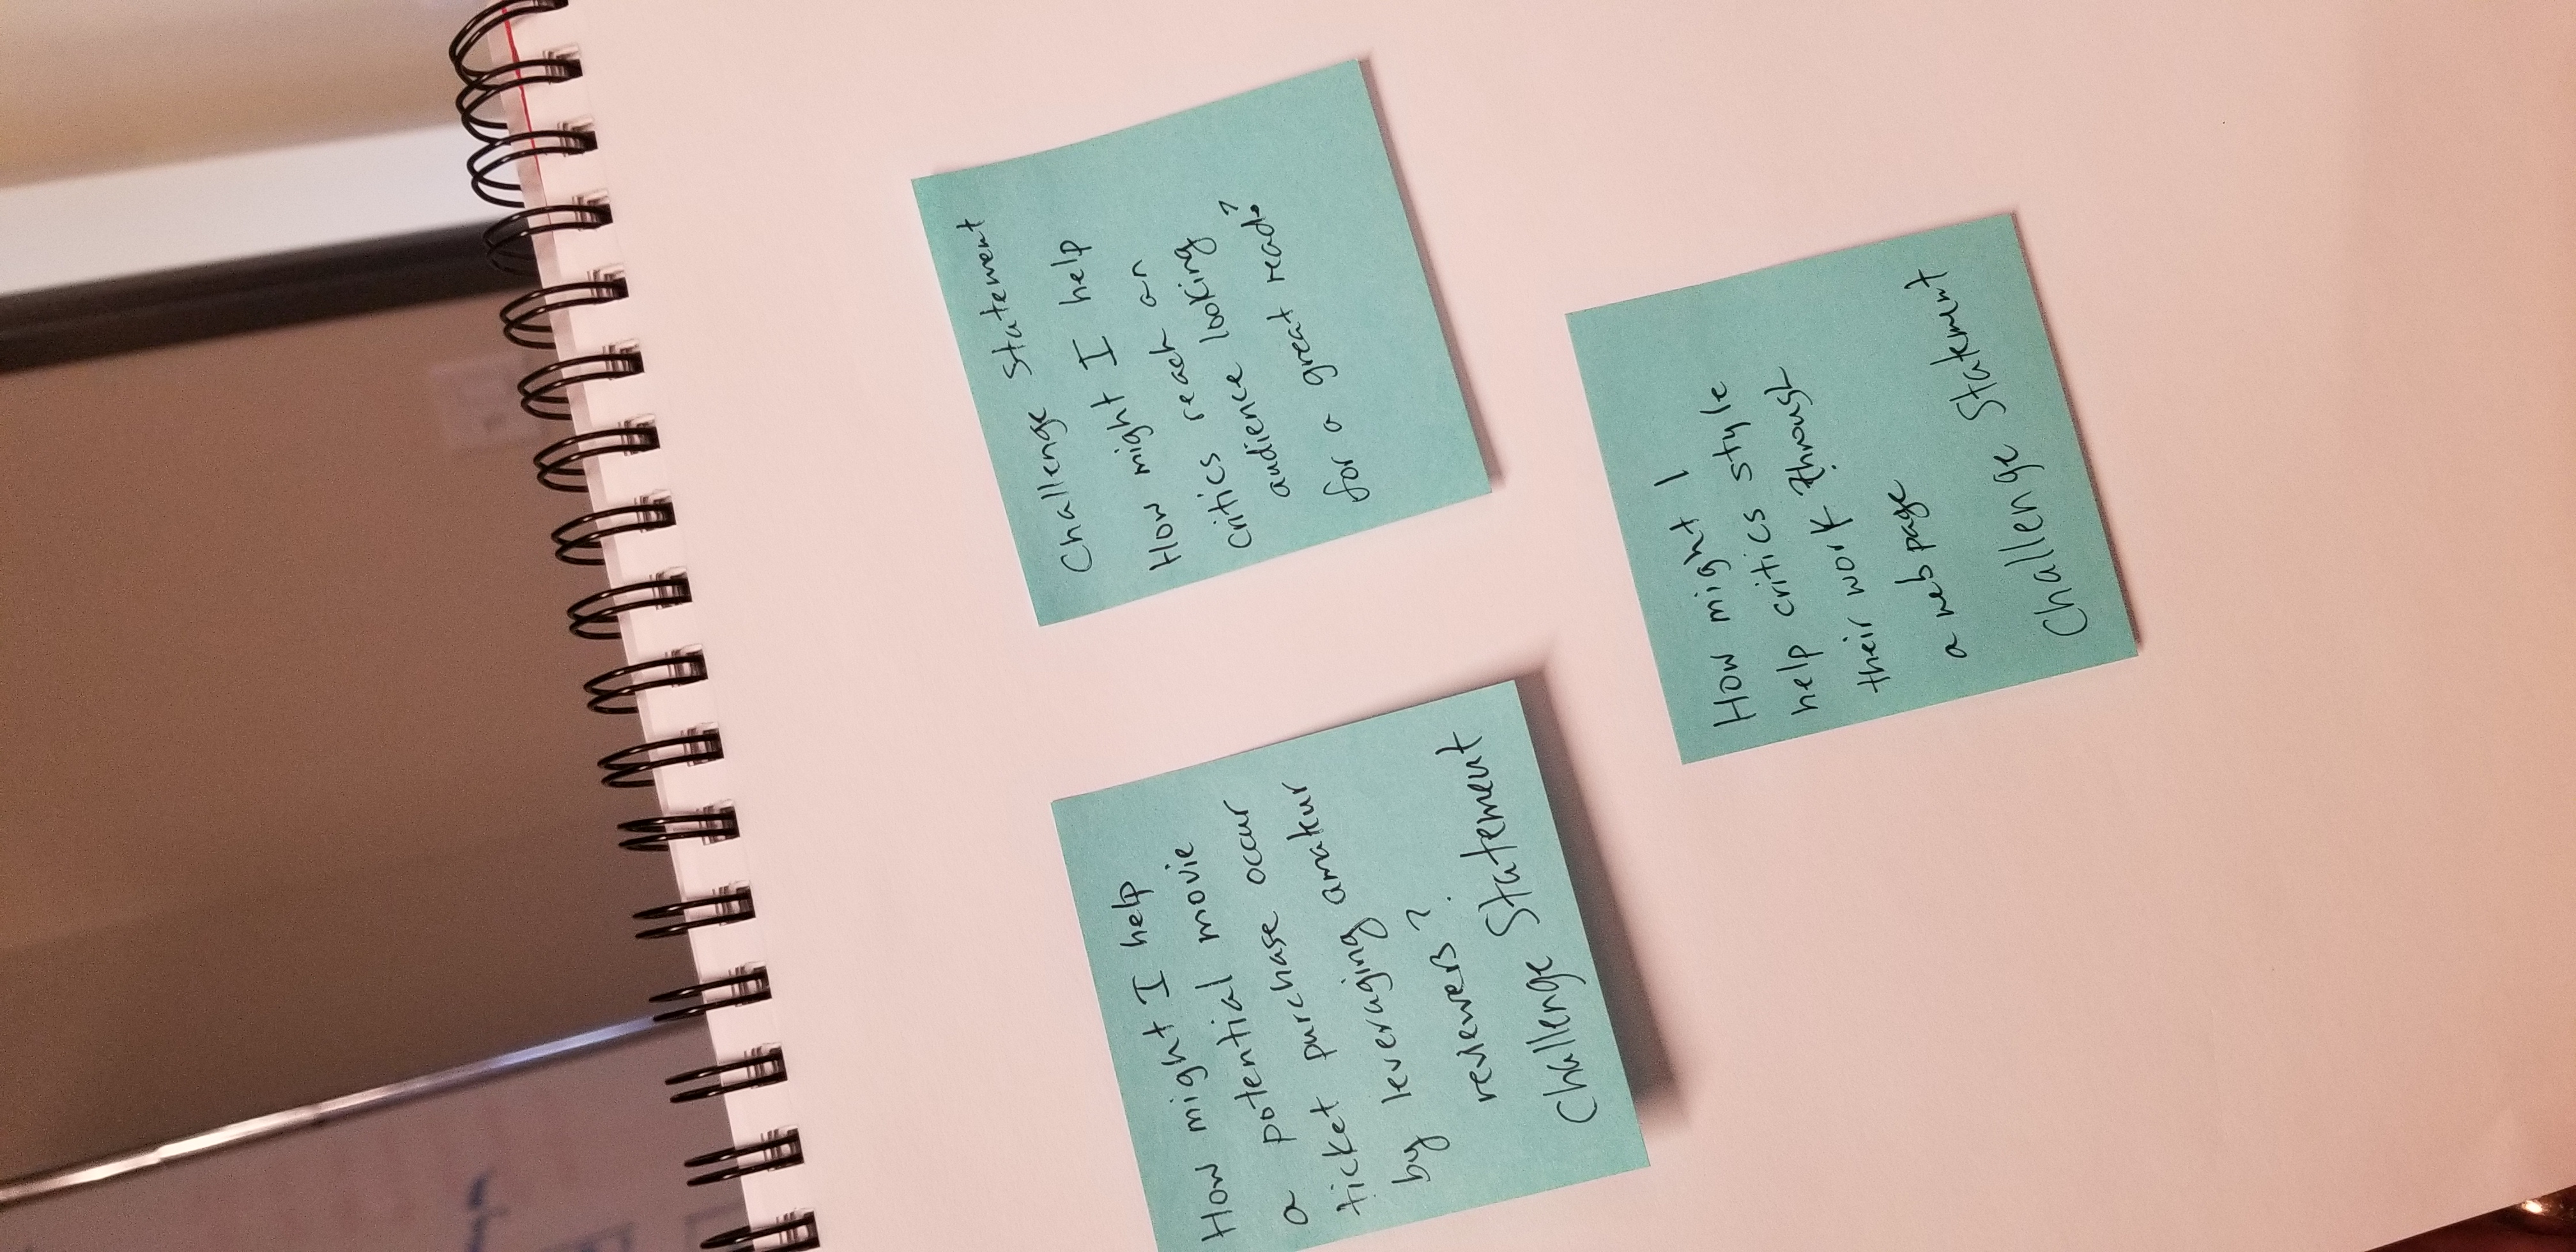 How might I help
a potential movie
ticket purchase occur
by leveraging amateur
reviewers?
Challenge Statement
Challenge Statement
How might I help
critics reach an
audience looking
for a great read?
How might I
help critics style
their work through
a web page
Challenge Statement